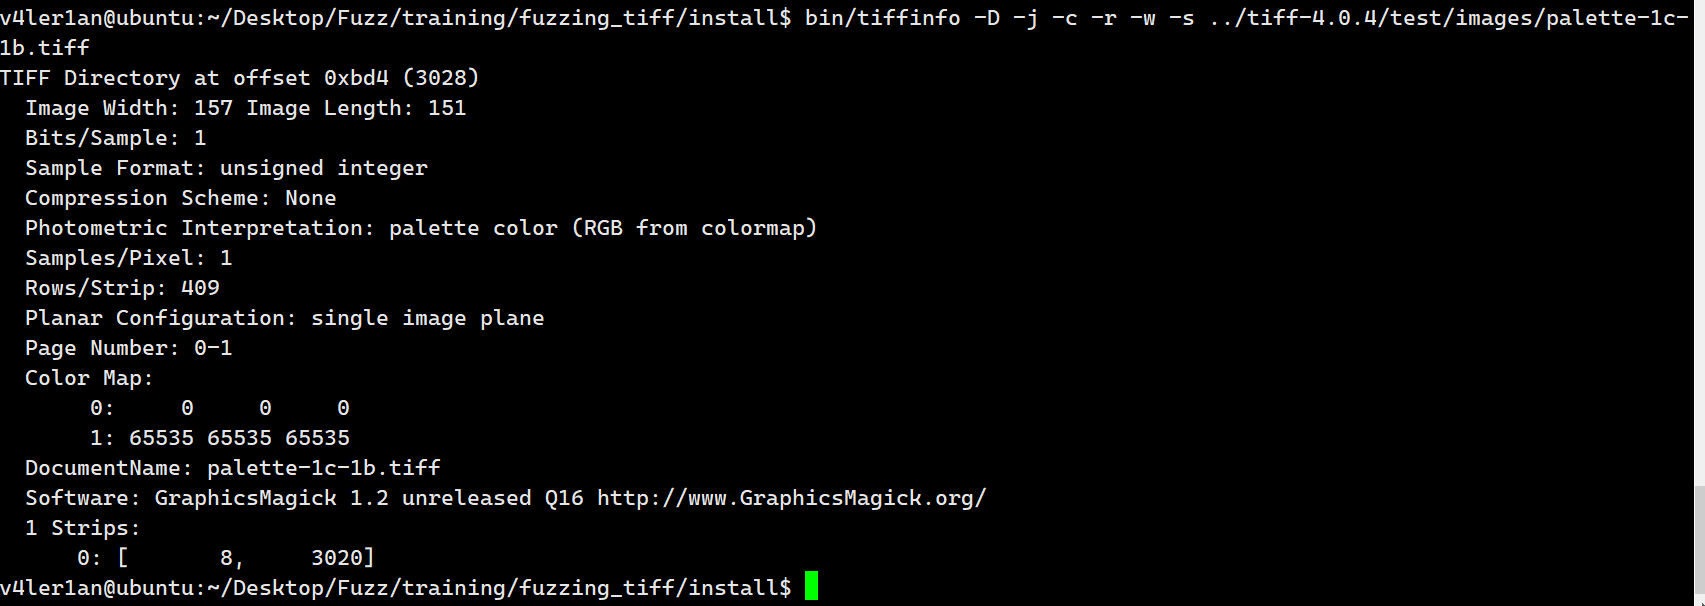 v4ler1an@ubuntu:~/Desktop/Fuzz/training/fuzzing_tiff/install$ bin/tiffinfo -D -j -c -r -w -s ../tiff-4.0.4/test/images/palette-1c-
1b.tiff
TIFF Directory at offset 0xbd4 (3028)
  Image Width: 157 Image Length: 151
  Bits/Sample: 1
  Sample Format: unsigned integer
  Compression Scheme: None
  Photometric Interpretation: palette color (RGB from colormap)
  Samples/Pixel: 1
  Rows/Strip: 409
  Planar Configuration: single image plane
  Page Number: 0-1
  Color Map:
       0:     0     0     0
       1: 65535 65535 65535
  DocumentName: palette-1c-1b.tiff
  Software: GraphicsMagick 1.2 unreleased Q16 http://www.GraphicsMagick.org/
  1 Strips:
      0: [       8,     3020]
v4ler1an@ubuntu:~/Desktop/Fuzz/training/fuzzing_tiff/install$